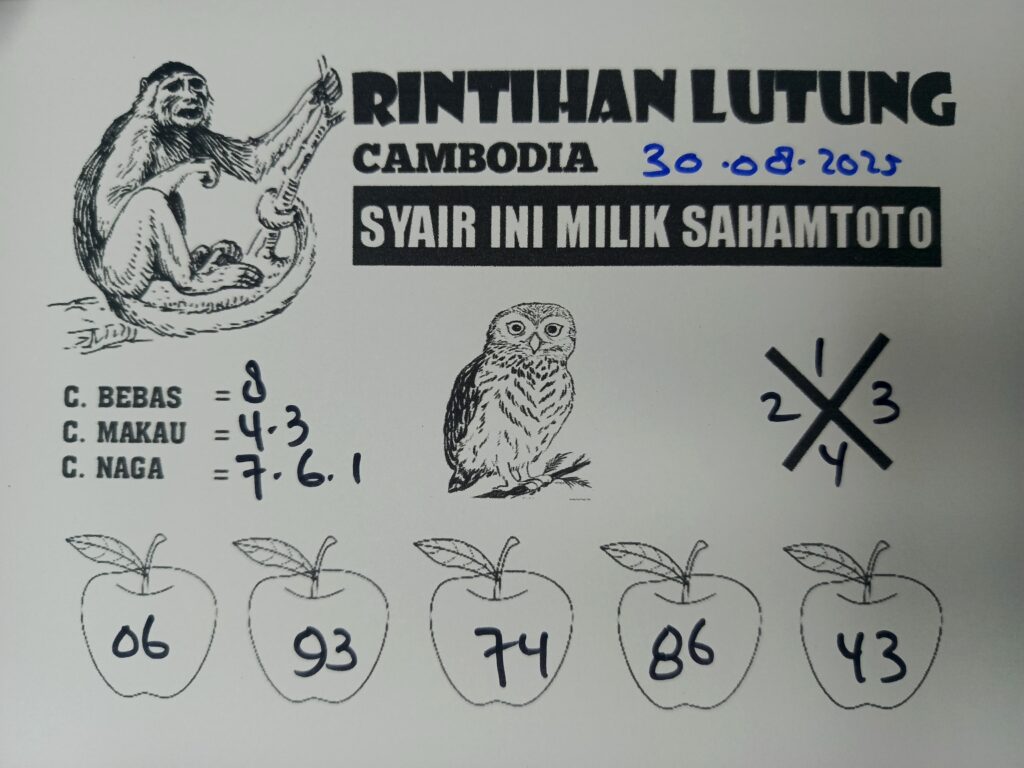 RINTIHAN LUTUNG
CAMBODIA 30.08.2025
SYAIR INI MILIK SAHAMTOTO
C. BEBAS = 8
C. MAKAU = 4.3
C. NAGA = 7.6.1
1
2 3
4
06 93 74 86 43